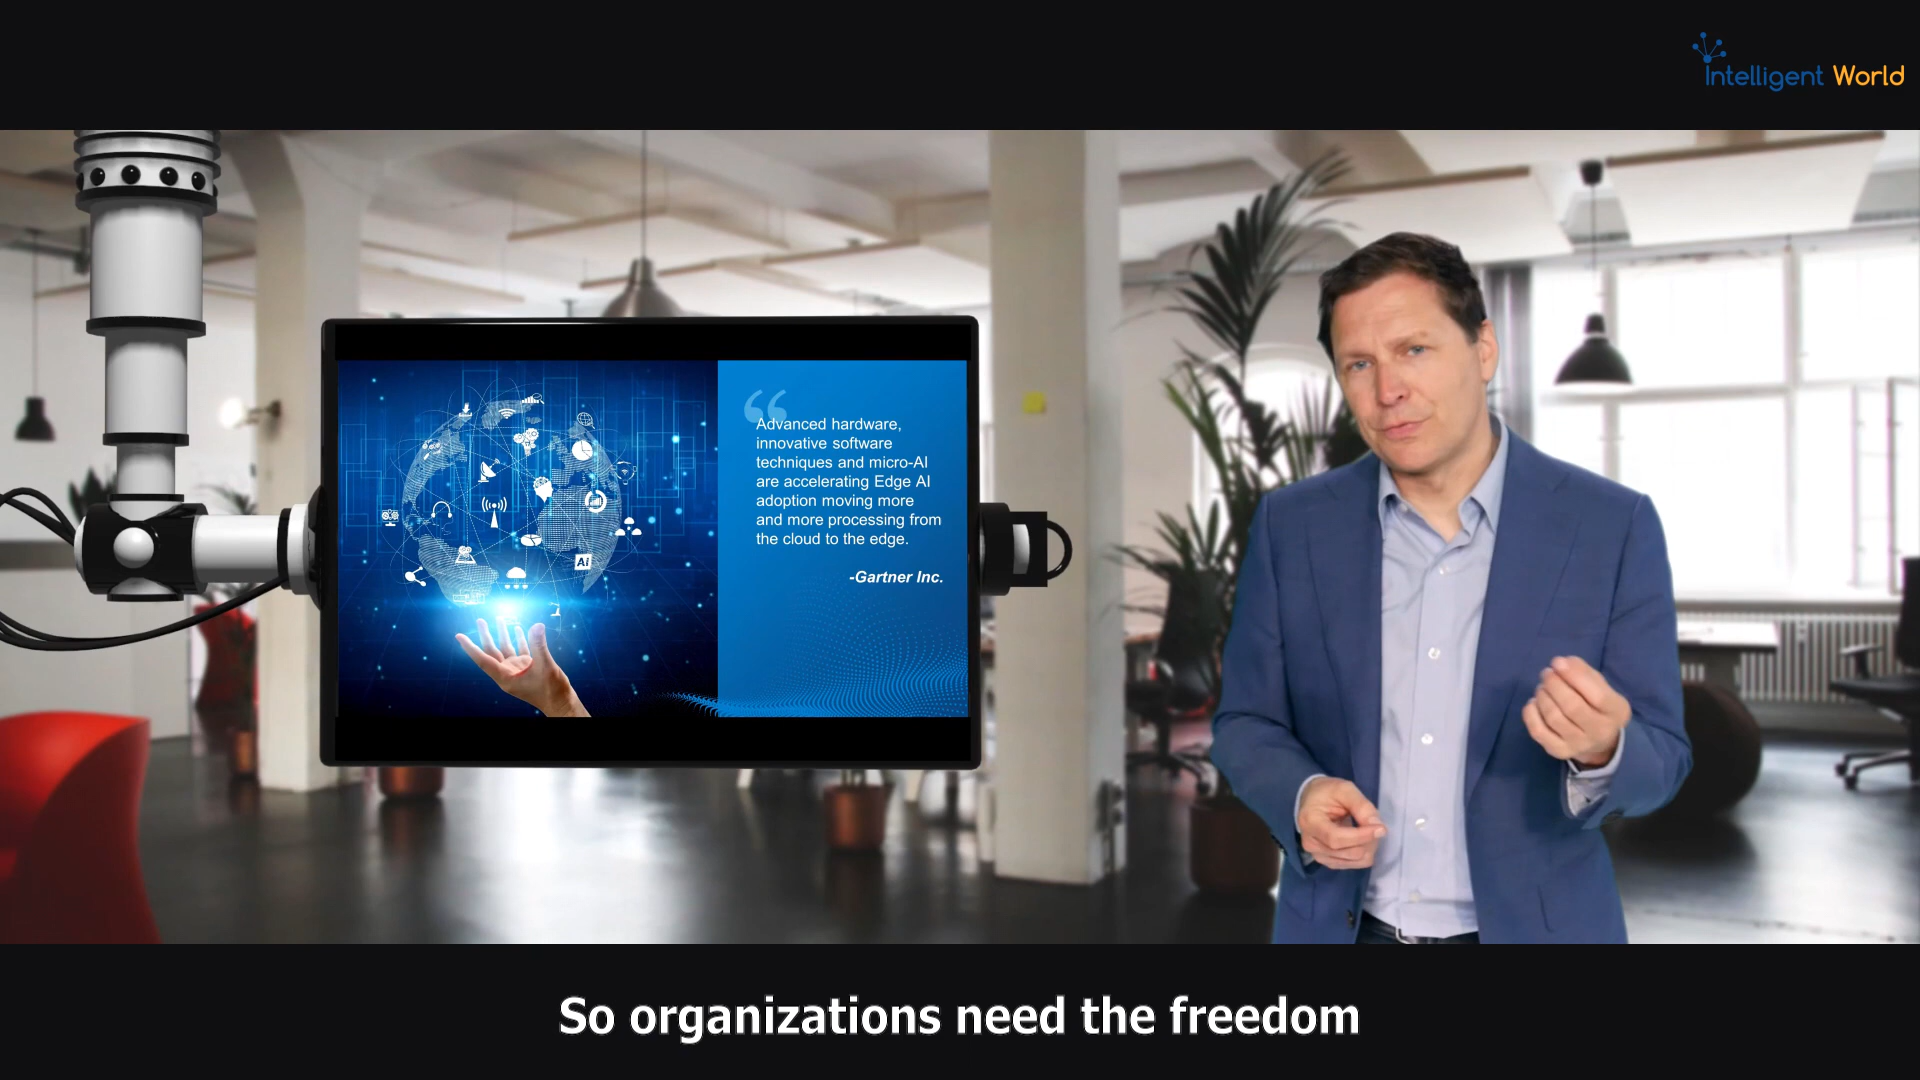 Intelligent World
“
Advanced hardware,
innovative software
techniques and micro-AI
are accelerating Edge AI
adoption moving more
and more processing from
the cloud to the edge.
-Gartner Inc.
Ai
So organizations need the freedom